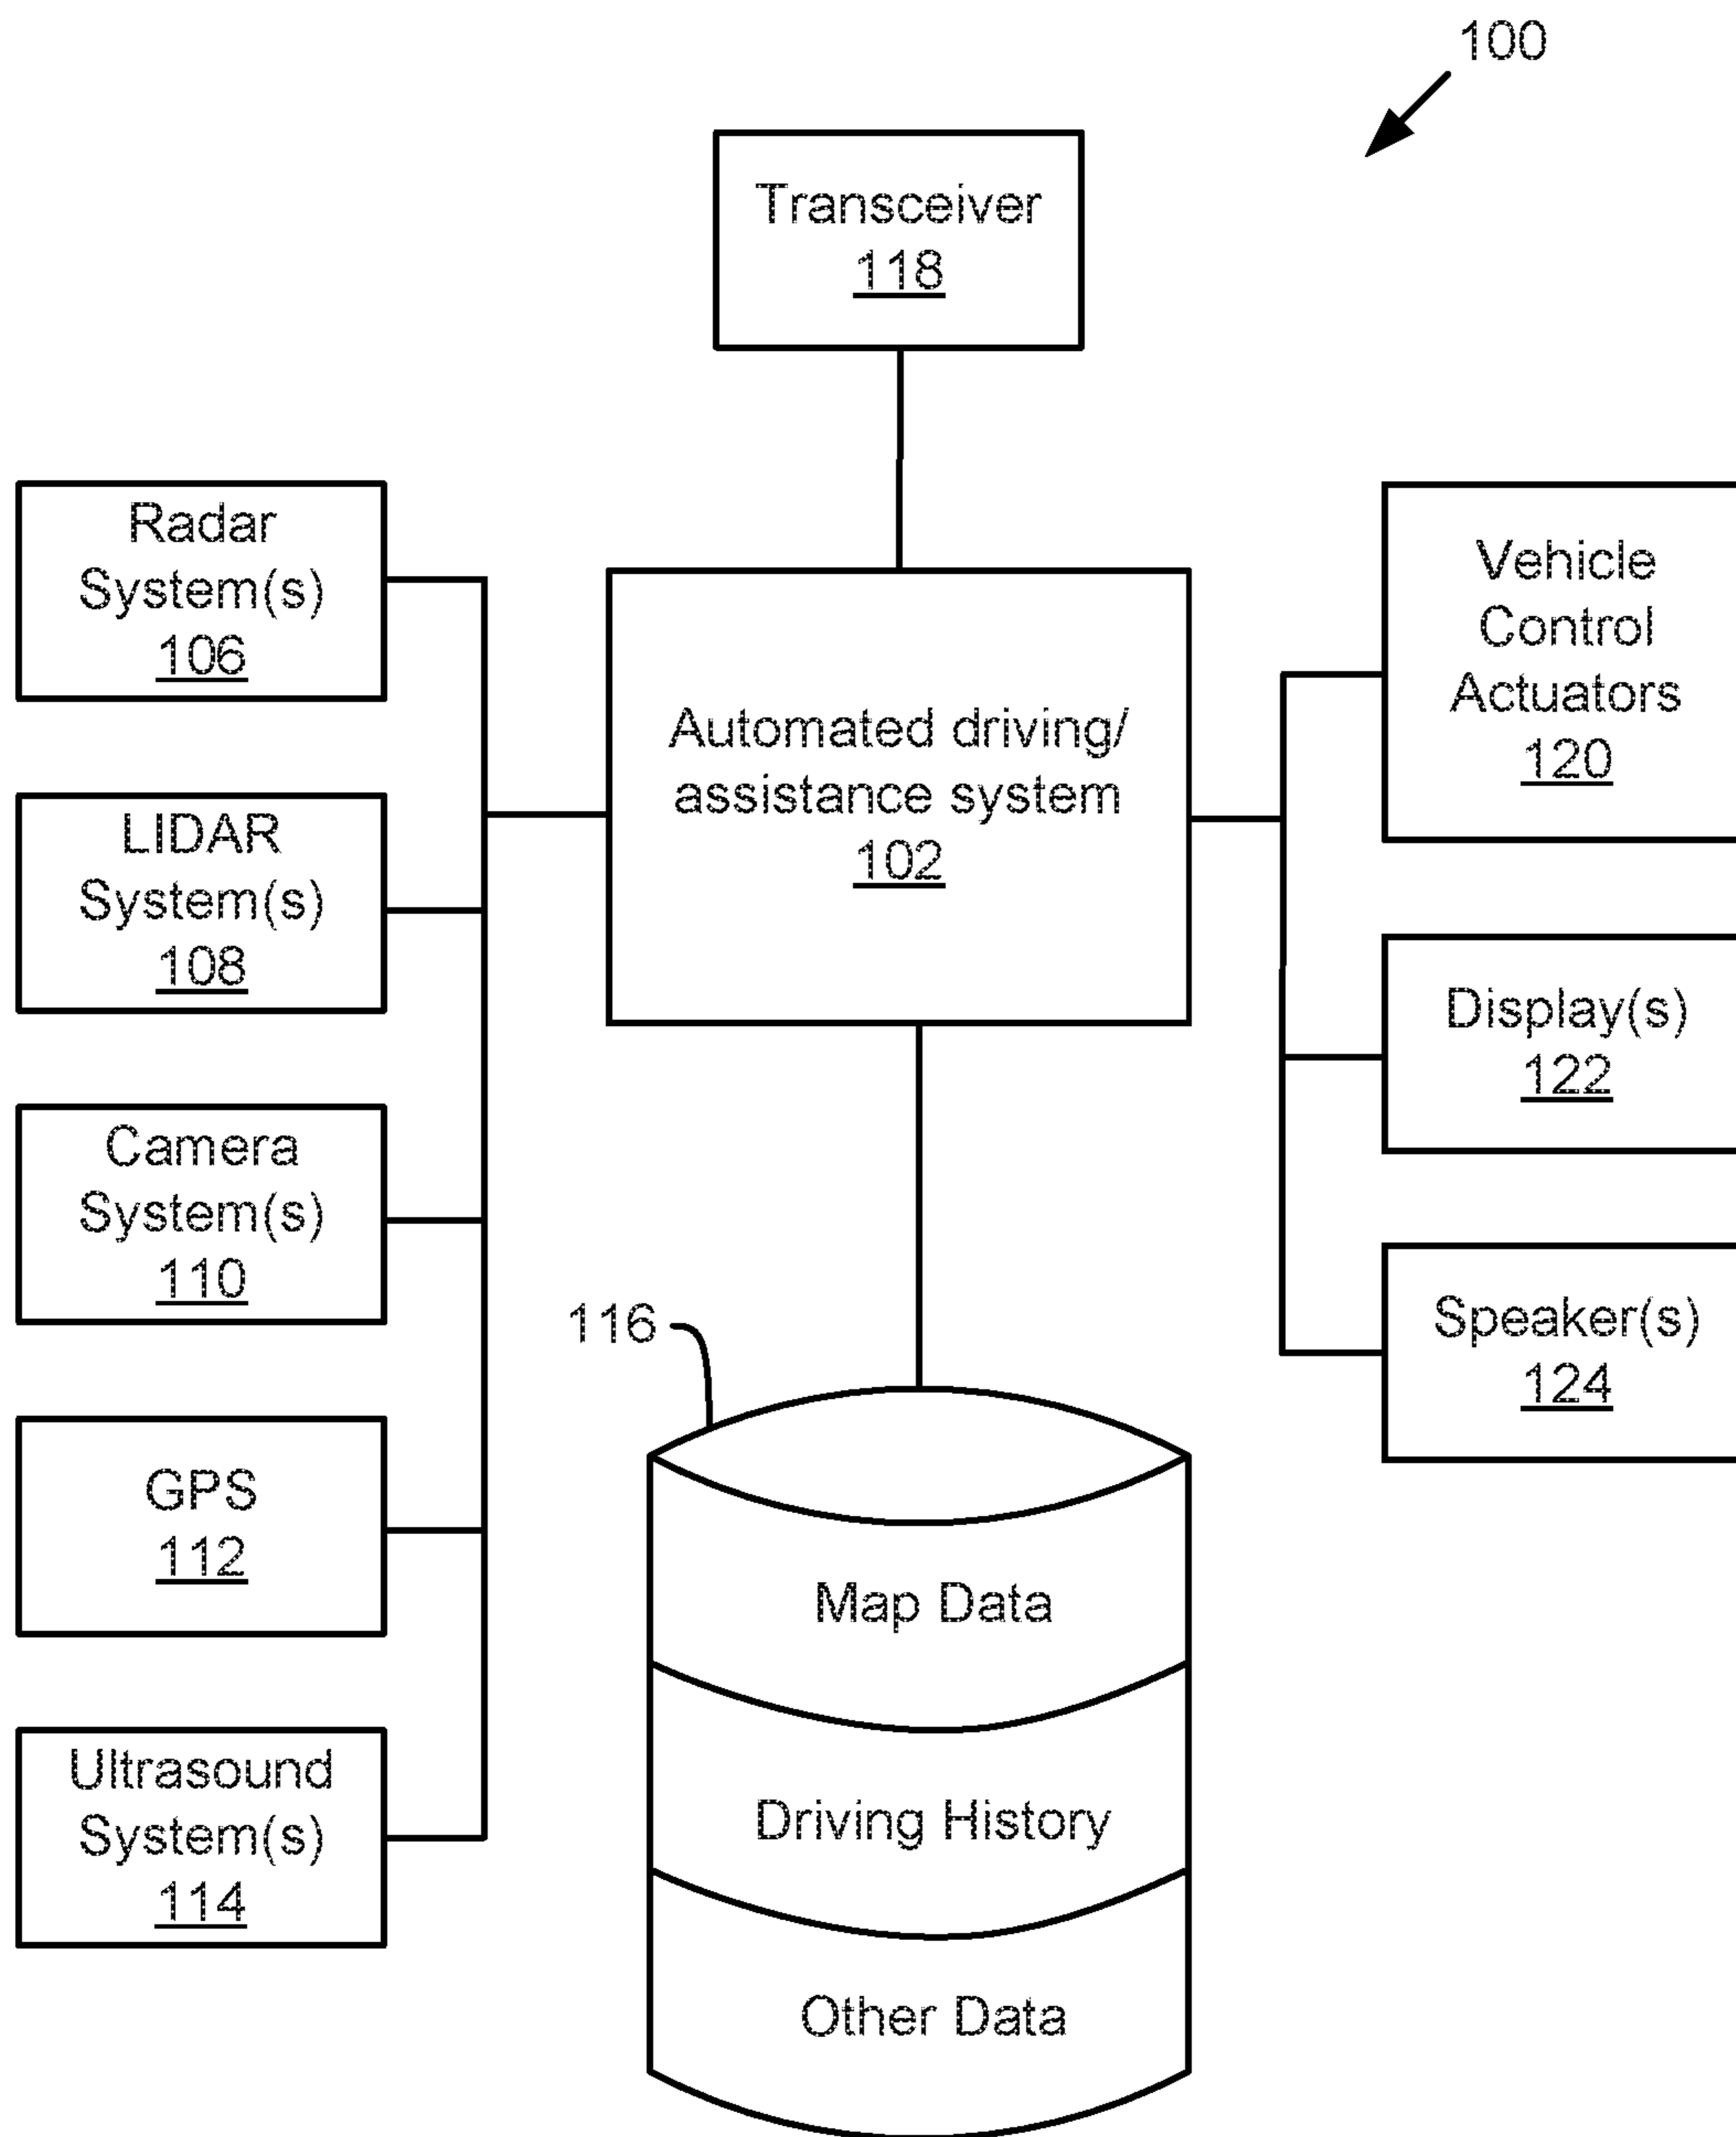 100
Transceiver
118
Radar
System(s)
106
LIDAR
System(s)
108
Camera
System(s)
110
GPS
112
Ultrasound
System(s)
114
Automated driving/
assistance system
102
Vehicle
Control
Actuators
120
Display(s)
122
Speaker(s)
124
116
Map Data
Driving History
Other Data